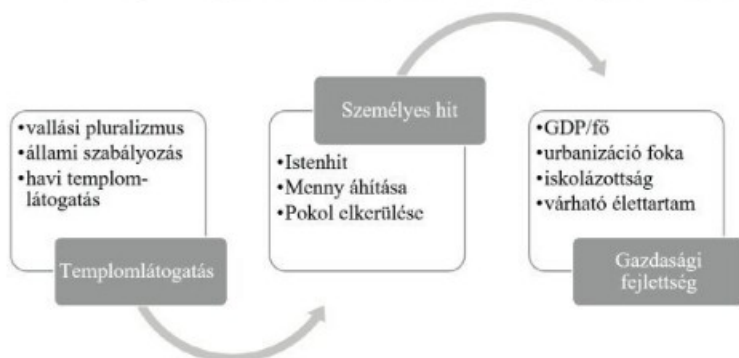 •vallási pluralizmus
•állami szabályozás
•havi templom-
látogatás
Templomlátogatás
Személyes hit
•Istenhit
•Menny áhítása
•Pokol elkerülése
•GDP/fő
•urbanizáció foka
•iskolázottság
•várható élettartam
Gazdasági
fejlettség